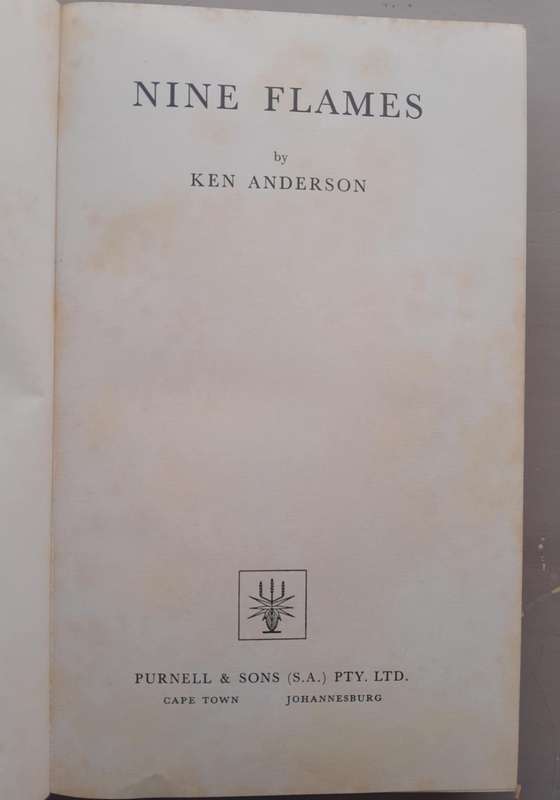 NINE FLAMES
by
KEN ANDERSON
PURNELL & SONS (S.A.) PTY. LTD.
CAPE TOWN JOHANNESBURG